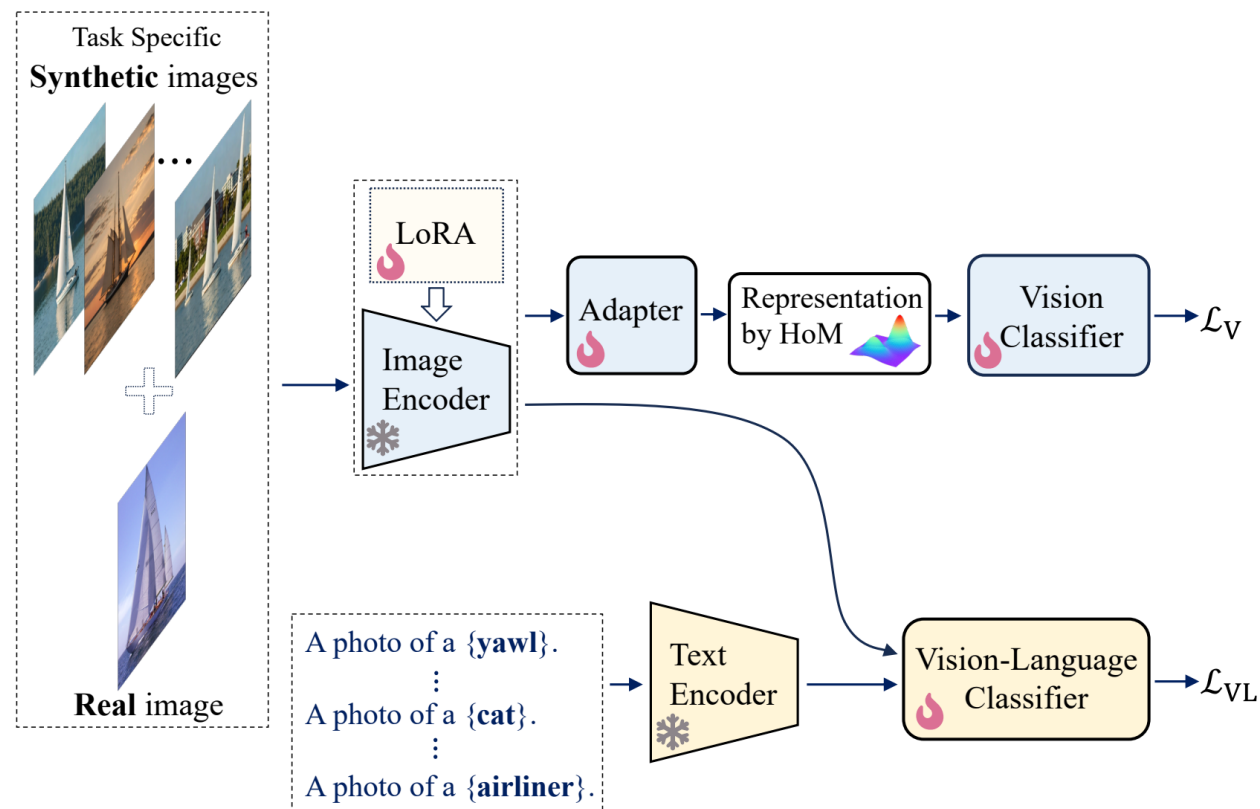 Task Specific
Synthetic images
...
Real image
LoRA
Image
Encoder
Adapter
Representation
by HoM
Vision
Classifier
ℒV
A photo of a {yawl}.
⋮
A photo of a {cat}.
⋮
A photo of a {airliner}.
Text
Encoder
Vision-Language
Classifier
ℒVL